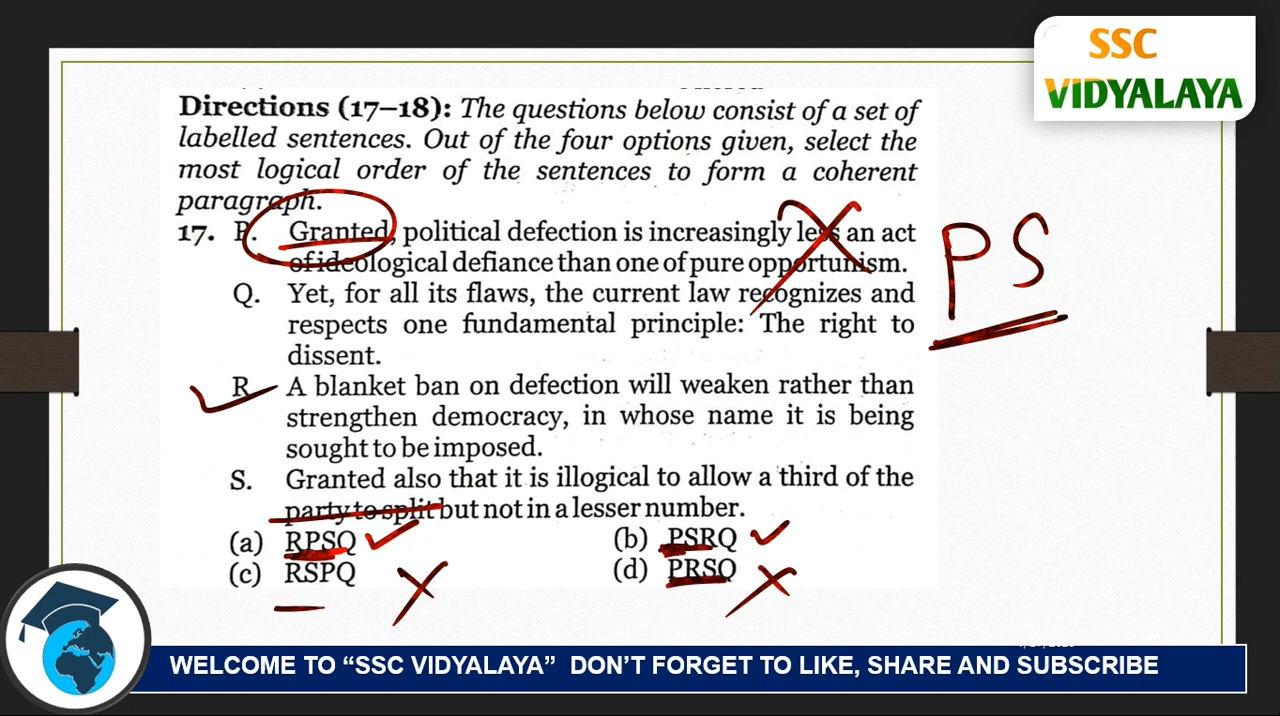 SSC
VIDYALAYA
Directions (17–18): The questions below consist of a set of
labelled sentences. Out of the four options given, select the
most logical order of the sentences to form a coherent
paragraph.
17. P. Granted, political defection is increasingly less an act
of ideological defiance than one of pure opportunism.
PS
Q. Yet, for all its flaws, the current law recognizes and
respects one fundamental principle: The right to
dissent.
R. A blanket ban on defection will weaken rather than
strengthen democracy, in whose name it is being
sought to be imposed.
S. Granted also that it is illogical to allow a third of the
party to split but not in a lesser number.
(a) RPSQ (b) PSRQ
(c) RSPQ (d) PRSQ
WELCOME TO “SSC VIDYALAYA” DON’T FORGET TO LIKE, SHARE AND SUBSCRIBE